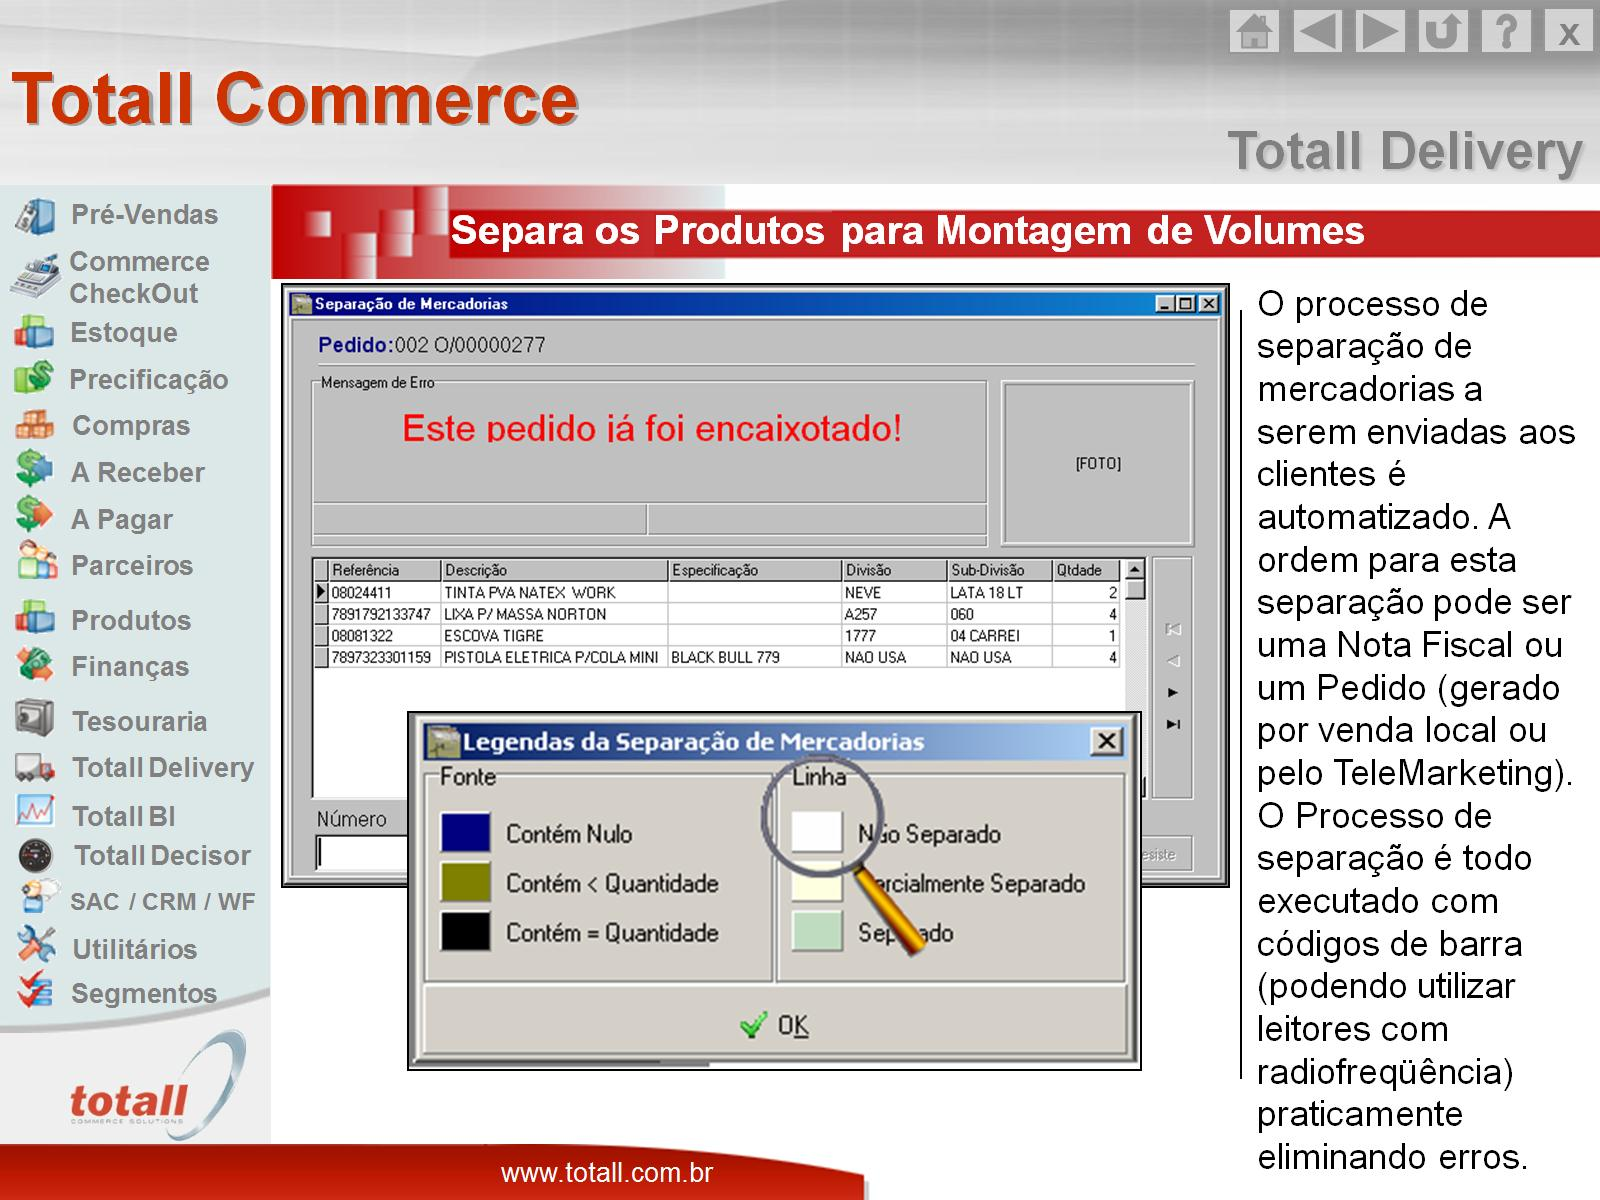 x
Totall Commerce
Totall Delivery
Pré-Vendas
Commerce
CheckOut
Estoque
Precificação
Compras
A Receber
A Pagar
Parceiros
Produtos
Finanças
Tesouraria
Totall Delivery
Totall BI
Totall Decisor
SAC / CRM / WF
Utilitários
Segmentos
totall
COMMERCE SOLUTIONS
Separa os Produtos para Montagem de Volumes
Separação de Mercadorias
Pedido:002 O/00000277
Mensagem de Erro
Este pedido já foi encaixotado!
[FOTO]
Referência Descrição Especificação Divisão Sub-Divisão Qtdade
08024411 TINTA PVA NATEX WORK NEVE LATA 18 LT 2
7891792133747 LIXA P/ MASSA NORTON A257 060 4
08081322 ESCOVA TIGRE 1777 04 CARREI 1
7897323301159 PISTOLA ELETRICA P/COLA MINI BLACK BULL 779 NAO USA NAO USA 4
Número
esiste
Legendas da Separação de Mercadorias
Fonte
Contém Nulo
Contém < Quantidade
Contém = Quantidade
Linha
Não Separado
Parcialmente Separado
Separado
OK
O processo de
separação de
mercadorias a
serem enviadas aos
clientes é
automatizado. A
ordem para esta
separação pode ser
uma Nota Fiscal ou
um Pedido (gerado
por venda local ou
pelo TeleMarketing).
O Processo de
separação é todo
executado com
códigos de barra
(podendo utilizar
leitores com
radiofreqüência)
praticamente
eliminando erros.
www.totall.com.br